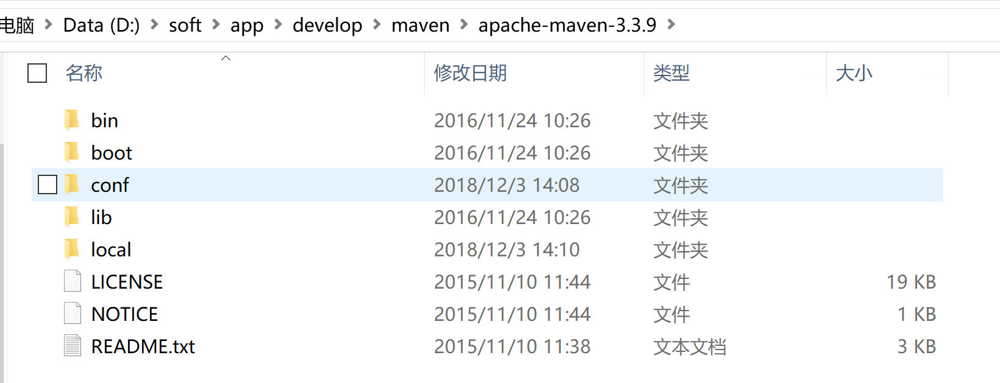 电脑 > Data (D:) > soft > app > develop > maven > apache-maven-3.3.9 >
名称 修改日期 类型 大小
bin 2016/11/24 10:26 文件夹
boot 2016/11/24 10:26 文件夹
conf 2018/12/3 14:08 文件夹
lib 2016/11/24 10:26 文件夹
local 2018/12/3 14:10 文件夹
LICENSE 2015/11/10 11:44 文件 19 KB
NOTICE 2015/11/10 11:44 文件 1 KB
README.txt 2015/11/10 11:38 文本文档 3 KB